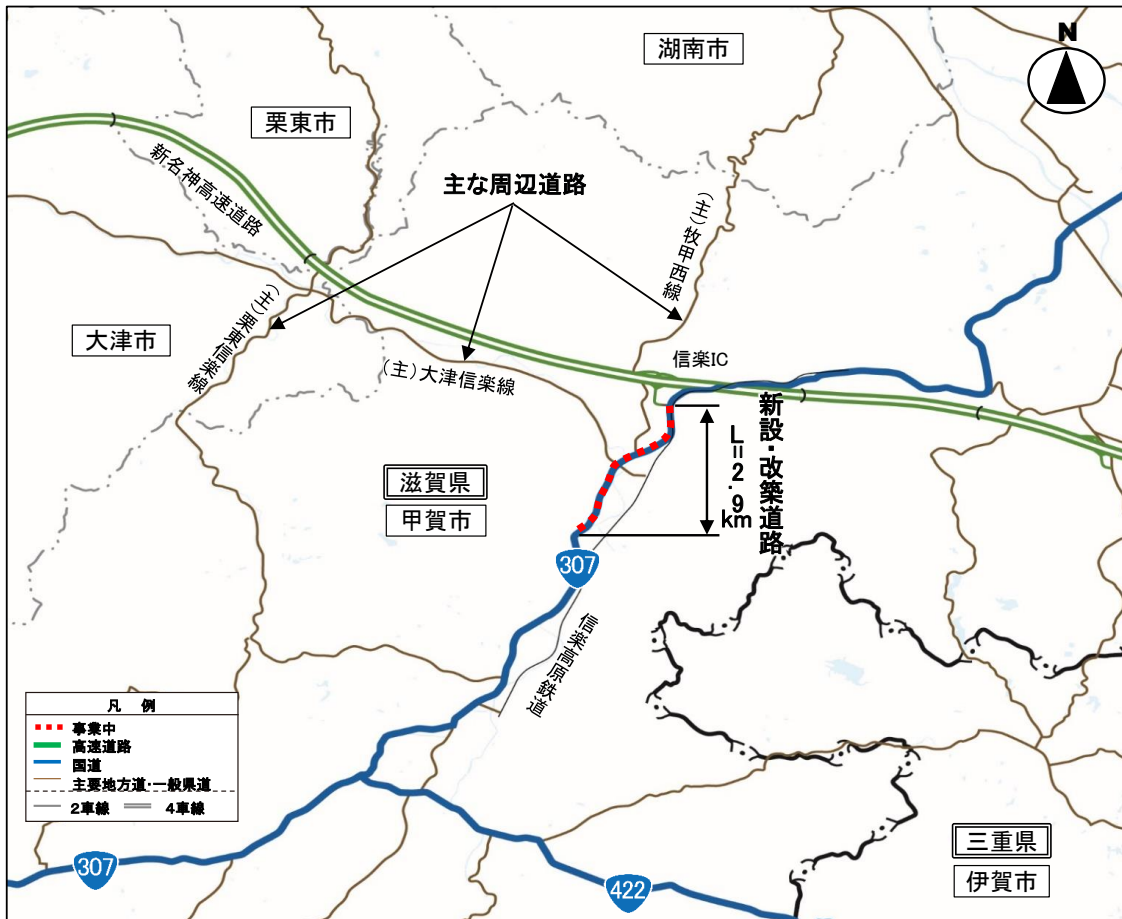 湖南市
N
栗東市
新名神高速道路
主な周辺道路
(主)牧甲西線
(主)栗東信楽線
大津市
信楽IC
(主)大津信楽線
新設・改築道路
L=2.9km
滋賀県
甲賀市
307
信楽高原鉄道
凡 例
事業中
高速道路
国道
主要地方道・一般県道
2車線 4車線
307
422
三重県
伊賀市